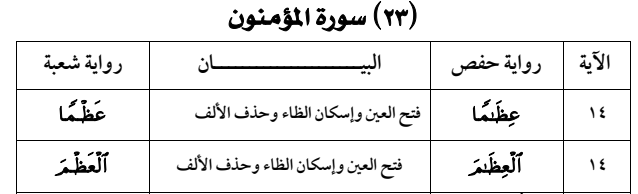 (٢٣) سورة المؤمنون
الآية رواية حفص البيـــــــــــــــان رواية شعبة
١٤ عِظَٰمٗا فتح العين وإسكان الظاء وحذف الألف عَظۡمٗا
١٤ ٱلۡعِظَٰمَ فتح العين وإسكان الظاء وحذف الألف ٱلۡعَظۡمَ